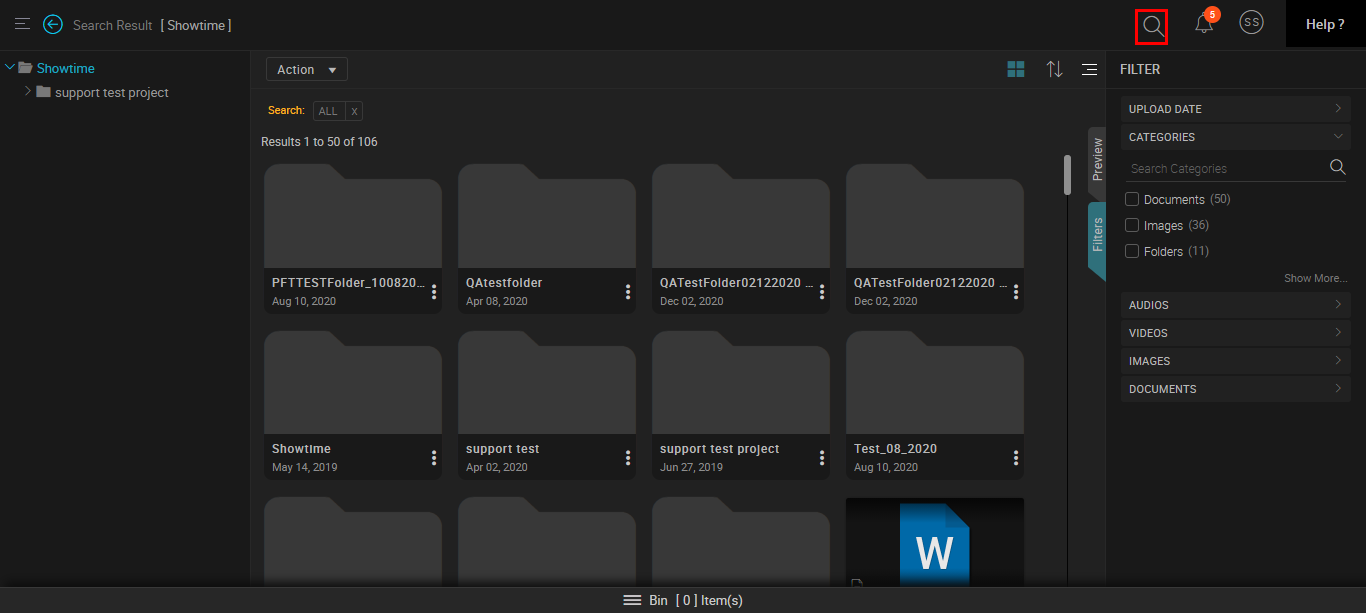 Search Result [ Showtime ]
5
SS
Help ?
Showtime
support test project
Action
Search: ALL x
Results 1 to 50 of 106
PFTTESTFolder_100820...
Aug 10, 2020
QAtestfolder
Apr 08, 2020
QATestFolder02122020 ...
Dec 02, 2020
QATestFolder02122020 ...
Dec 02, 2020
Showtime
May 14, 2019
support test
Apr 02, 2020
support test project
Jun 27, 2019
Test_08_2020
Aug 10, 2020
W
Preview
Filters
FILTER
UPLOAD DATE
CATEGORIES
Search Categories
Documents (50)
Images (36)
Folders (11)
Show More...
AUDIOS
VIDEOS
IMAGES
DOCUMENTS
Bin [ 0 ] Item(s)